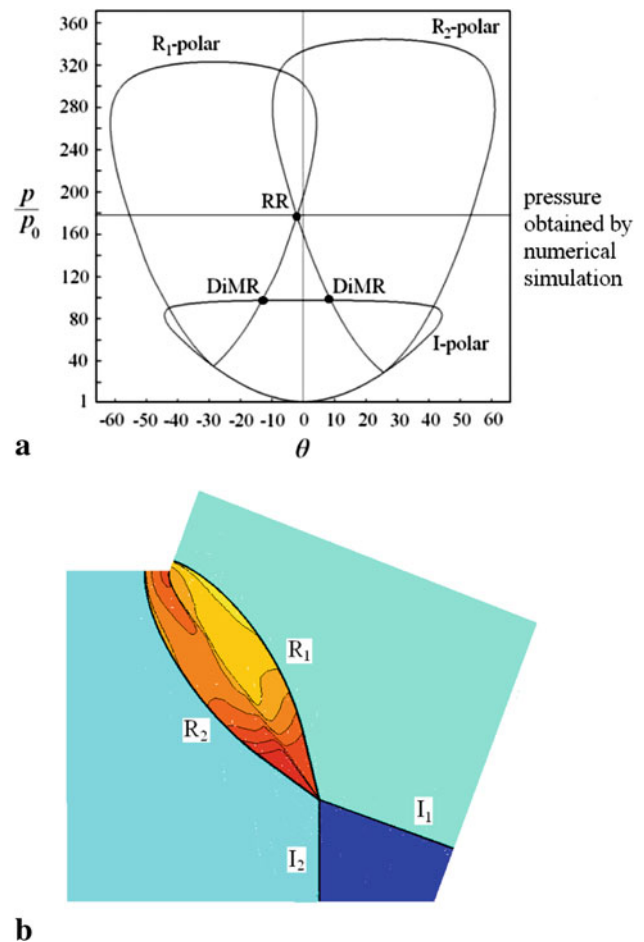 360
320
280
240
200
160
120
80
40
1
p
p0
R1-polar
R2-polar
RR
DiMR
DiMR
I-polar
pressure
obtained by
numerical
simulation
-60 -50 -40 -30 -20 -10 0 10 20 30 40 50 60
θ
a
R1
R2
I1
I2
b